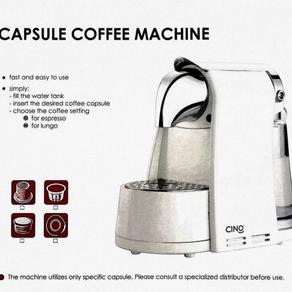 CAPSULE COFFEE MACHINE
• fast and easy to use
• simply:
- fill the water tank
- insert the desired coffee capsule
- choose the coffee setting
for espresso
for lungo
CINO
The machine utilizes only specific capsule. Please consult a specialized distributor before use.